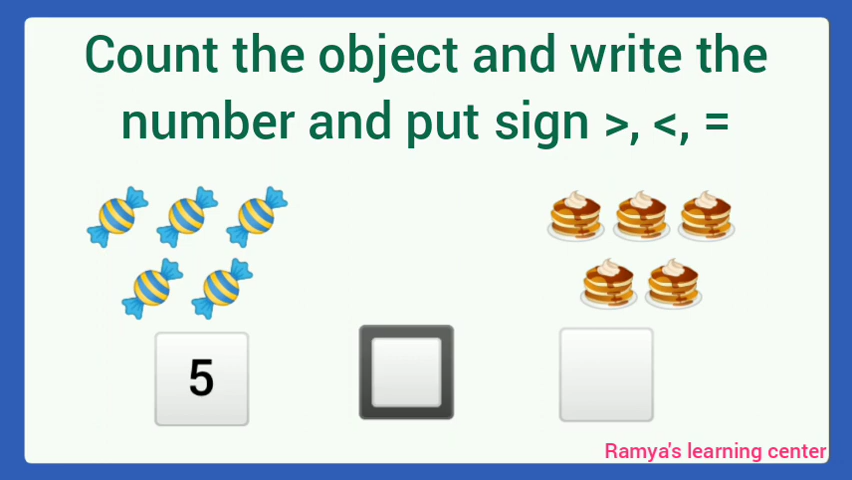 Count the object and write the
number and put sign >, <, =
5
Ramya's learning center